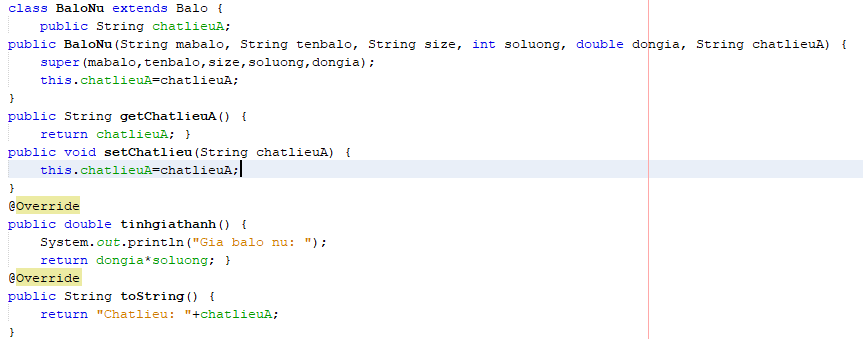 class BaloNu extends Balo {
    public String chatlieuA;
public BaloNu(String mabalo, String tenbalo, String size, int soluong, double dongia, String chatlieuA) {
    super(mabalo,tenbalo,size,soluong,dongia);
    this.chatlieuA=chatlieuA;
}
public String getChatlieuA() {
    return chatlieuA; }
public void setChatlieu(String chatlieuA) {
    this.chatlieuA=chatlieuA;
}
@Override
public double tinhgiathanh() {
    System.out.println("Gia balo nu: ");
    return dongia*soluong; }
@Override
public String toString() {
    return "Chatlieu: "+chatlieuA;
}